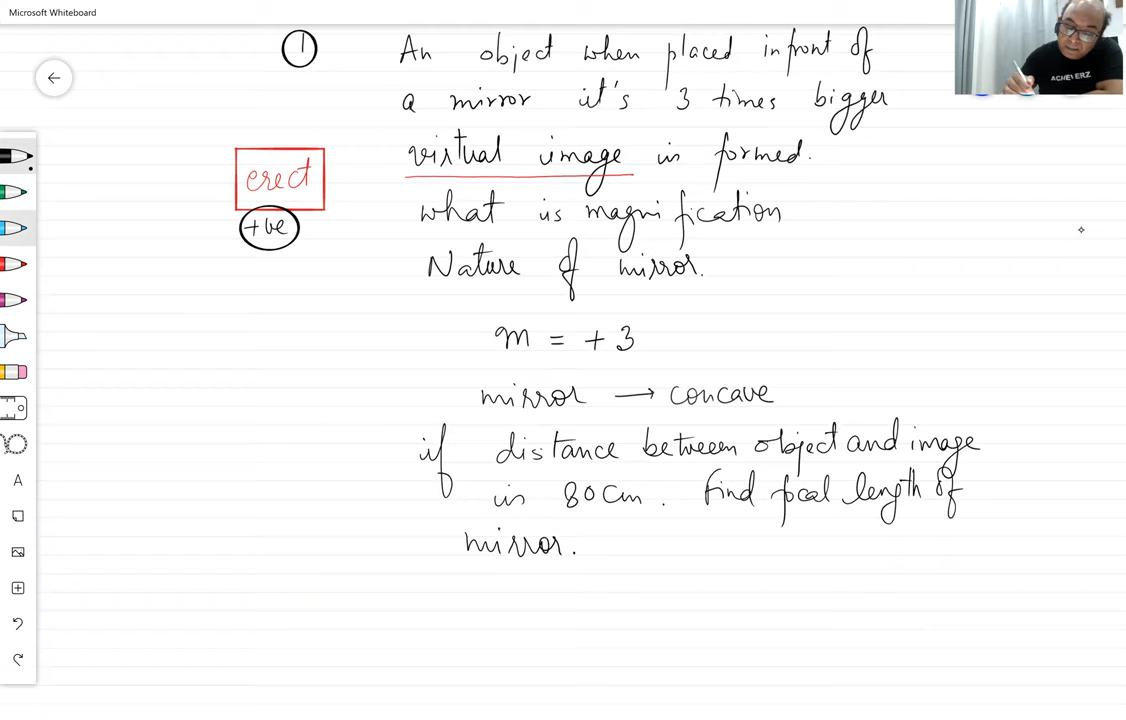 Microsoft Whiteboard
① An object when placed infront of
a mirror it's 3 times bigger
virtual image is formed.
erect
+ve
what is magnification
Nature of mirror.
m = + 3
mirror → concave
if distance between object and image
is 80 cm. Find focal length of
mirror.
A